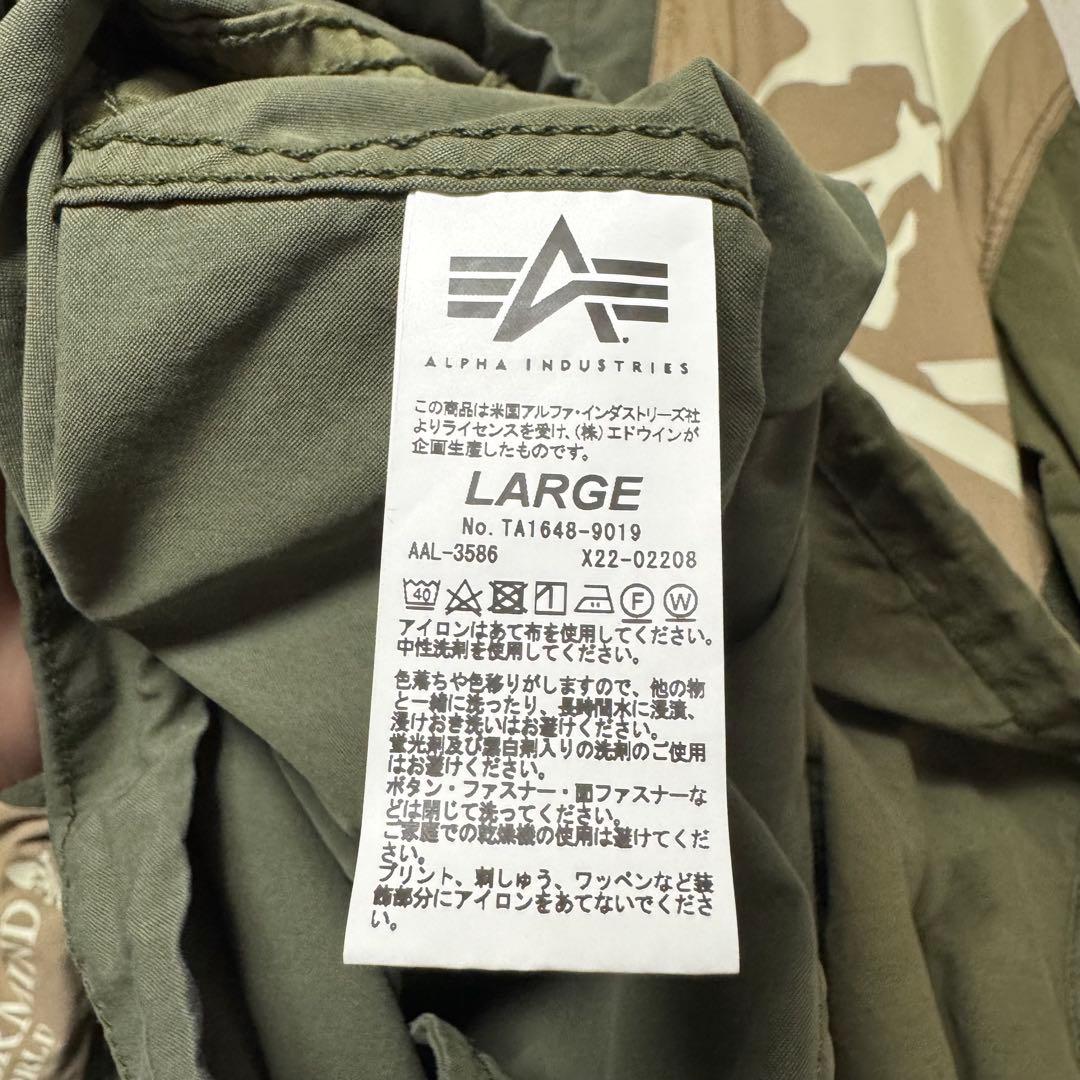 ALPHA INDUSTRIES
この商品は米国アルファ・インダストリーズ社
よりライセンスを受け、(株)エドウインが
企画生産したものです。
LARGE
No. TA1648-9019
AAL-3586 X22-02208
40 F W
アイロンはあて布を使用してください。
中性洗剤を使用してください。
色落ちや色移りがしますので、他の物
と一緒に洗ったり、長時間水に浸漬、
浸けおき洗いはお避けください。
蛍光剤及び漂白剤入りの洗剤のご使用
はお避けください。
ボタン・ファスナー・面ファスナーな
どは閉じて洗ってください。
ご家庭での乾燥機の使用は避けてくだ
さい。
プリント、刺しゅう、ワッペンなど装
飾部分にアイロンをあてないでくださ
い。